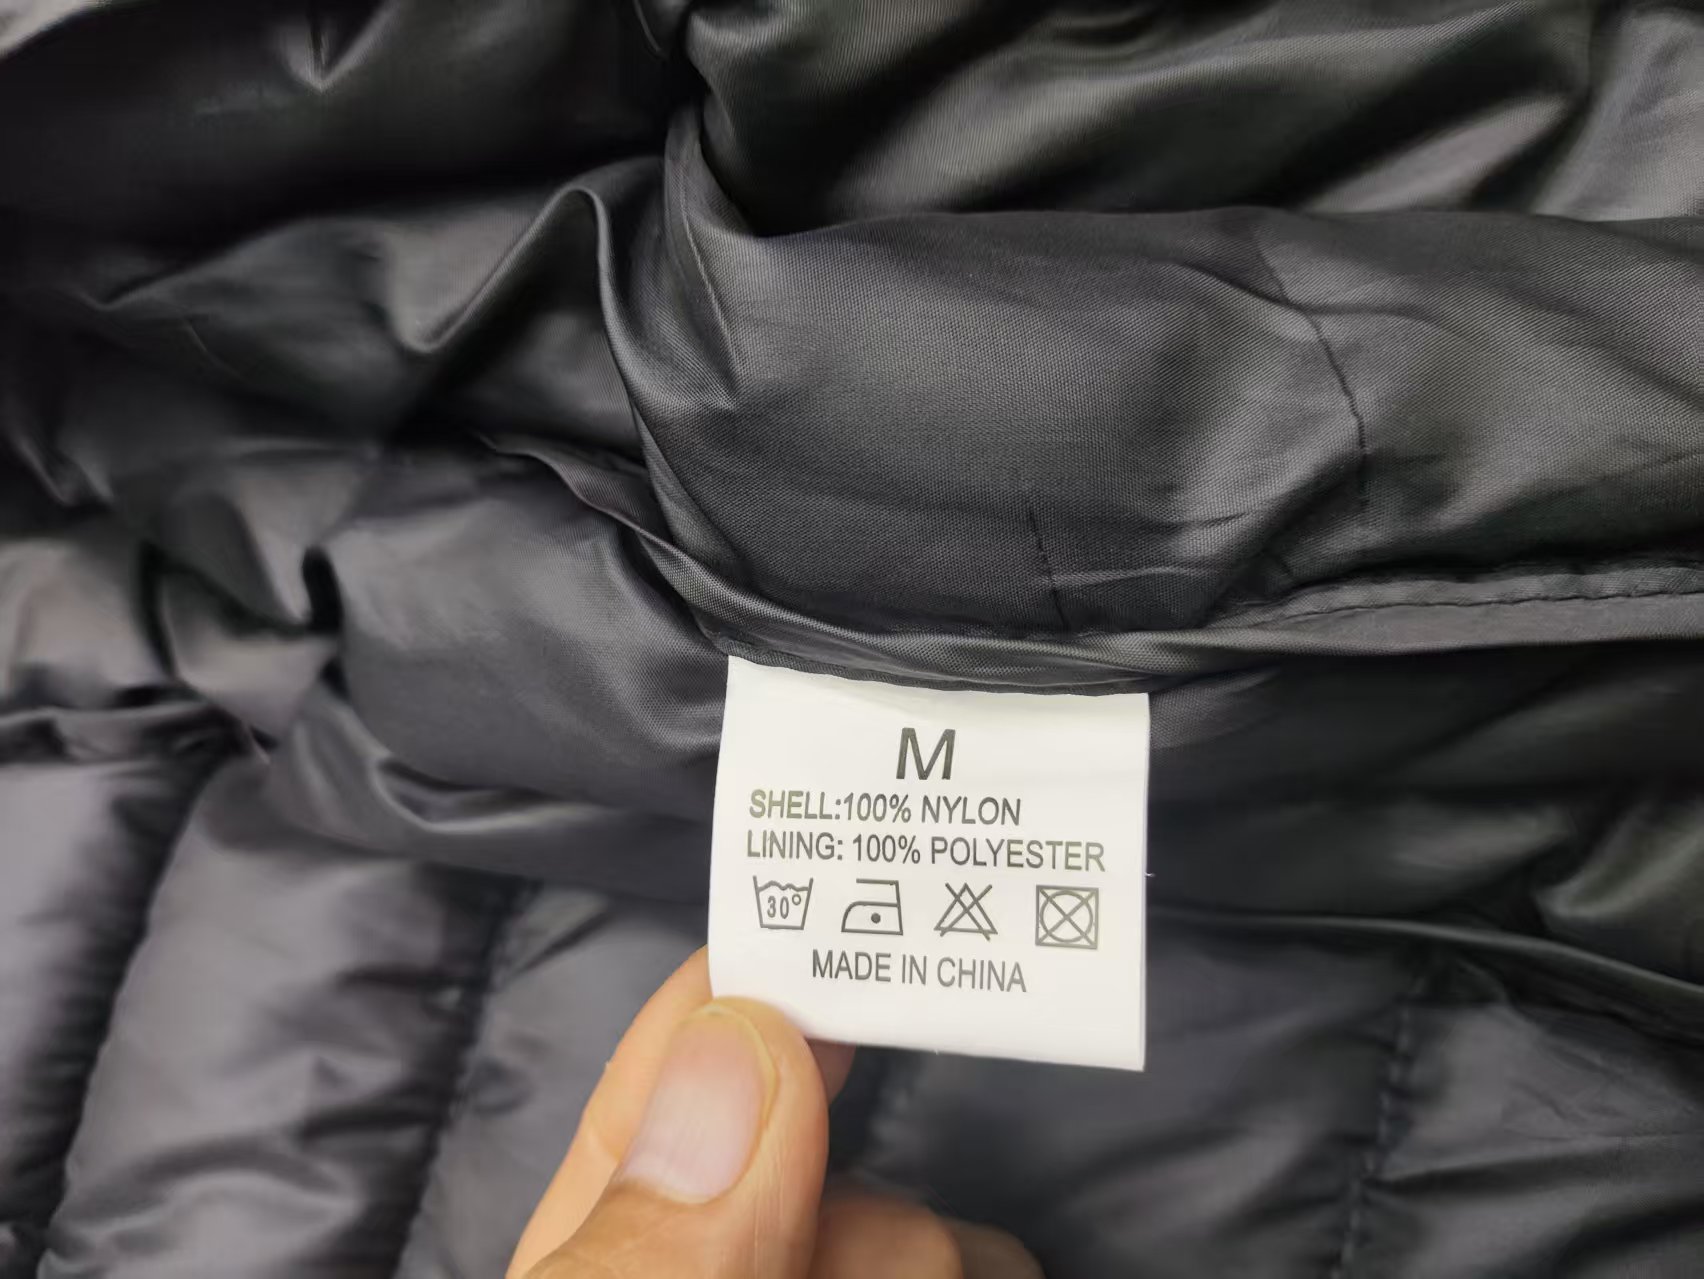 M
SHELL:100% NYLON
LINING: 100% POLYESTER
30°
MADE IN CHINA